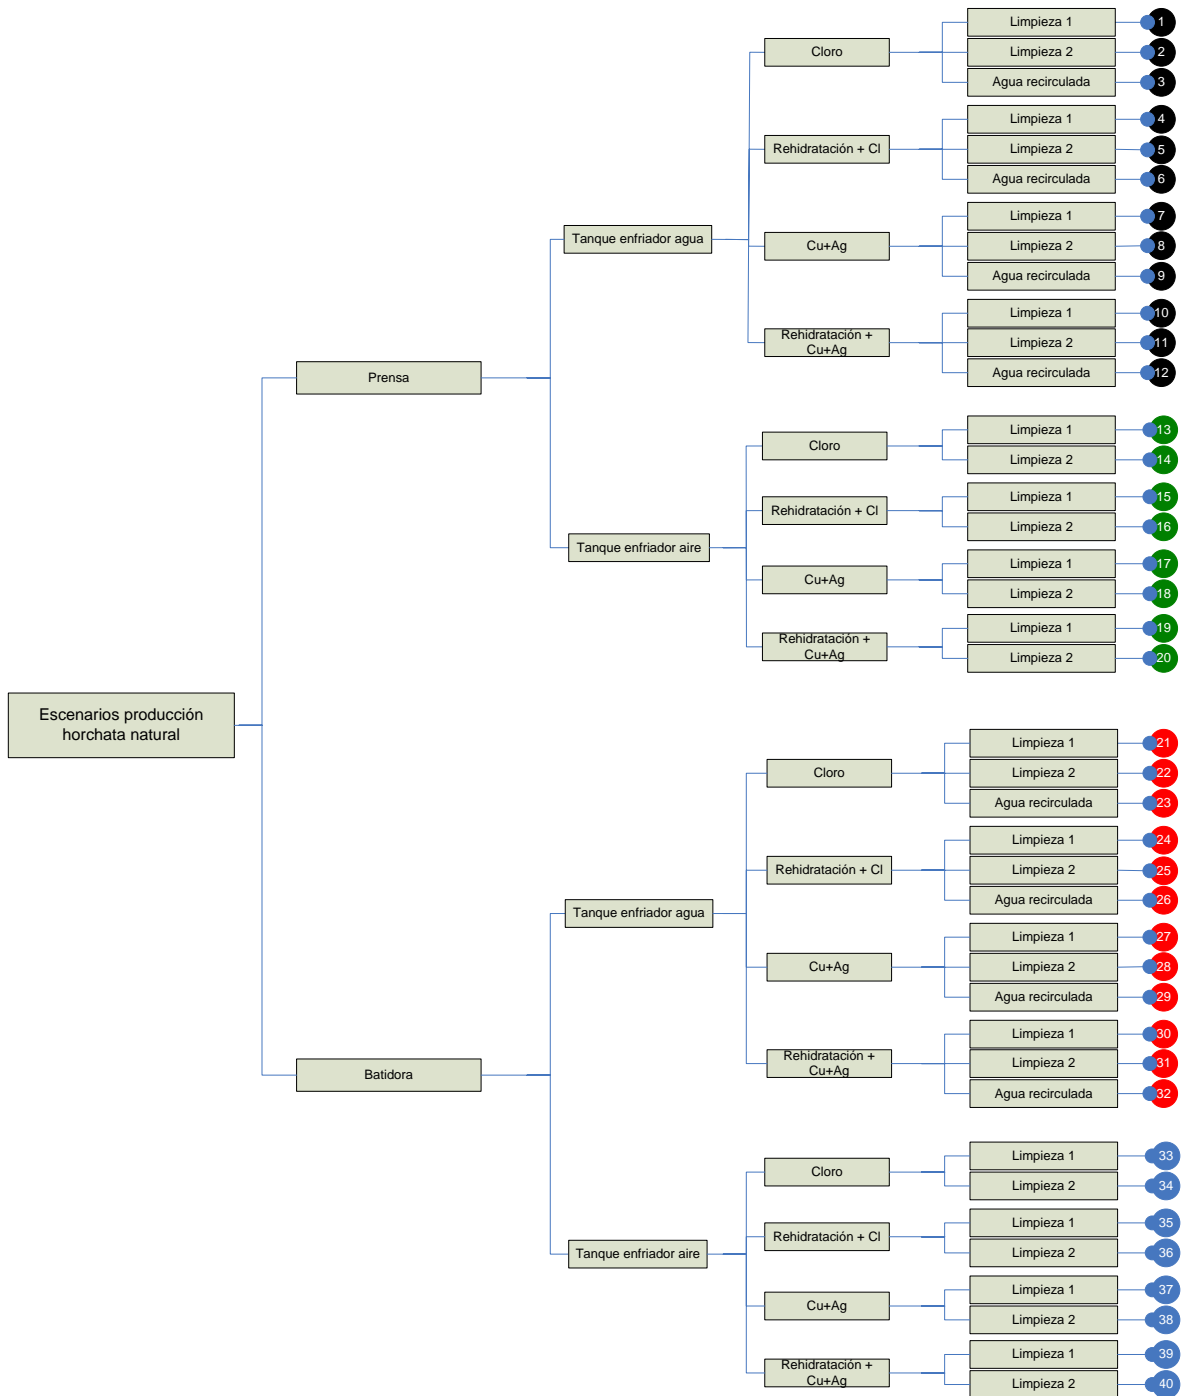 Escenarios producción
horchata natural
Prensa
Tanque enfriador agua
Cloro
Limpieza 1
1
Limpieza 2
2
Agua recirculada
3
Rehidratación + Cl
Limpieza 1
4
Limpieza 2
5
Agua recirculada
6
Cu+Ag
Limpieza 1
7
Limpieza 2
8
Agua recirculada
9
Rehidratación +
Cu+Ag
Limpieza 1
10
Limpieza 2
11
Agua recirculada
12
Tanque enfriador aire
Cloro
Limpieza 1
13
Limpieza 2
14
Rehidratación + Cl
Limpieza 1
15
Limpieza 2
16
Cu+Ag
Limpieza 1
17
Limpieza 2
18
Rehidratación +
Cu+Ag
Limpieza 1
19
Limpieza 2
20
Batidora
Tanque enfriador agua
Cloro
Limpieza 1
21
Limpieza 2
22
Agua recirculada
23
Rehidratación + Cl
Limpieza 1
24
Limpieza 2
25
Agua recirculada
26
Cu+Ag
Limpieza 1
27
Limpieza 2
28
Agua recirculada
29
Rehidratación +
Cu+Ag
Limpieza 1
30
Limpieza 2
31
Agua recirculada
32
Tanque enfriador aire
Cloro
Limpieza 1
33
Limpieza 2
34
Rehidratación + Cl
Limpieza 1
35
Limpieza 2
36
Cu+Ag
Limpieza 1
37
Limpieza 2
38
Rehidratación +
Cu+Ag
Limpieza 1
39
Limpieza 2
40